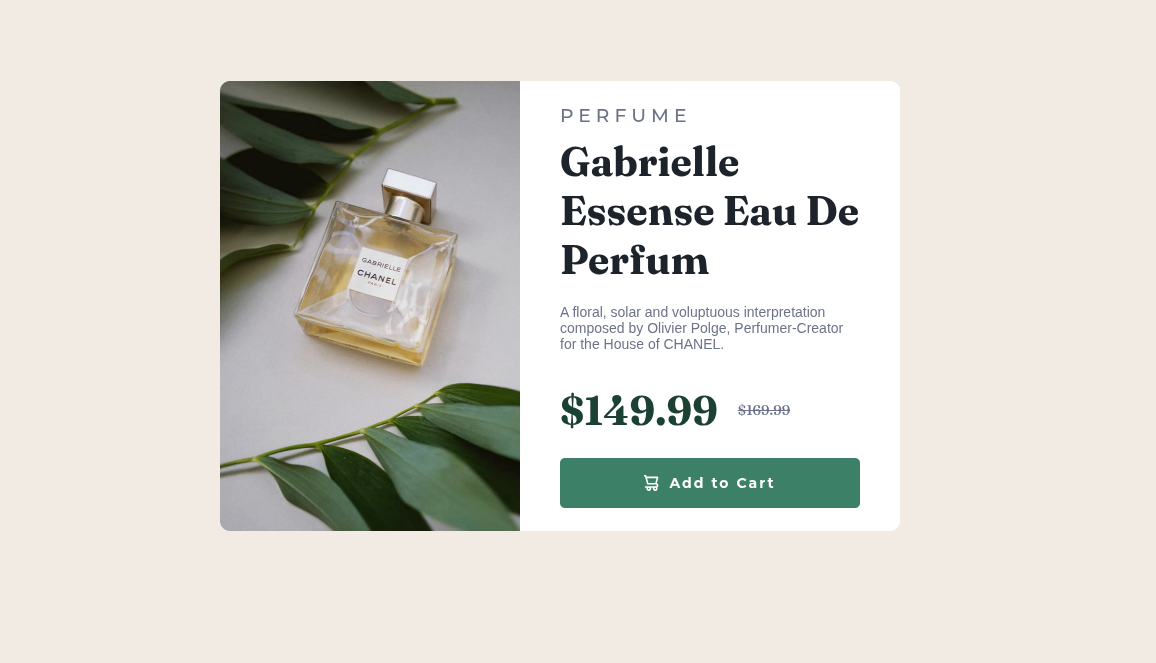 PERFUME
Gabrielle
Essense Eau De
Perfum
A floral, solar and voluptuous interpretation
composed by Olivier Polge, Perfumer-Creator
for the House of CHANEL.
$149.99 $169.99
Add to Cart
GABRIELLE
CHANEL
PARIS